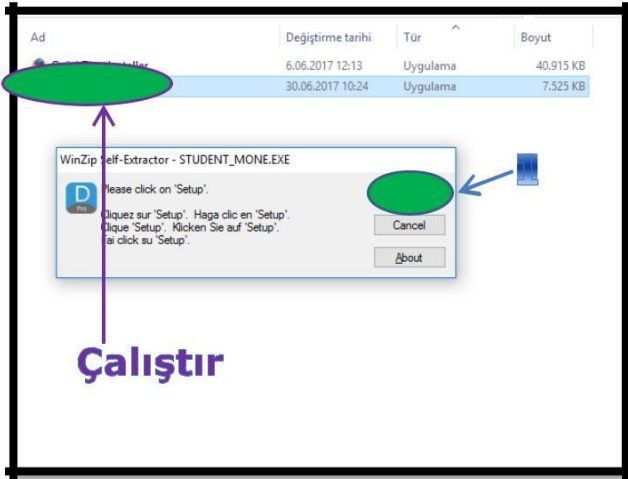 Ad Değiştirme tarihi Tür Boyut
6.06.2017 12:13 Uygulama 40.915 KB
30.06.2017 10:24 Uygulama 7.525 KB
WinZip Self-Extractor - STUDENT_MONE.EXE
D Please click on 'Setup'.
Pro
Cliquez sur 'Setup'. Haga clic en 'Setup'.
Clique 'Setup'. Klicken Sie auf 'Setup'.
Fai click su 'Setup'.
Cancel
About
Çalıştır